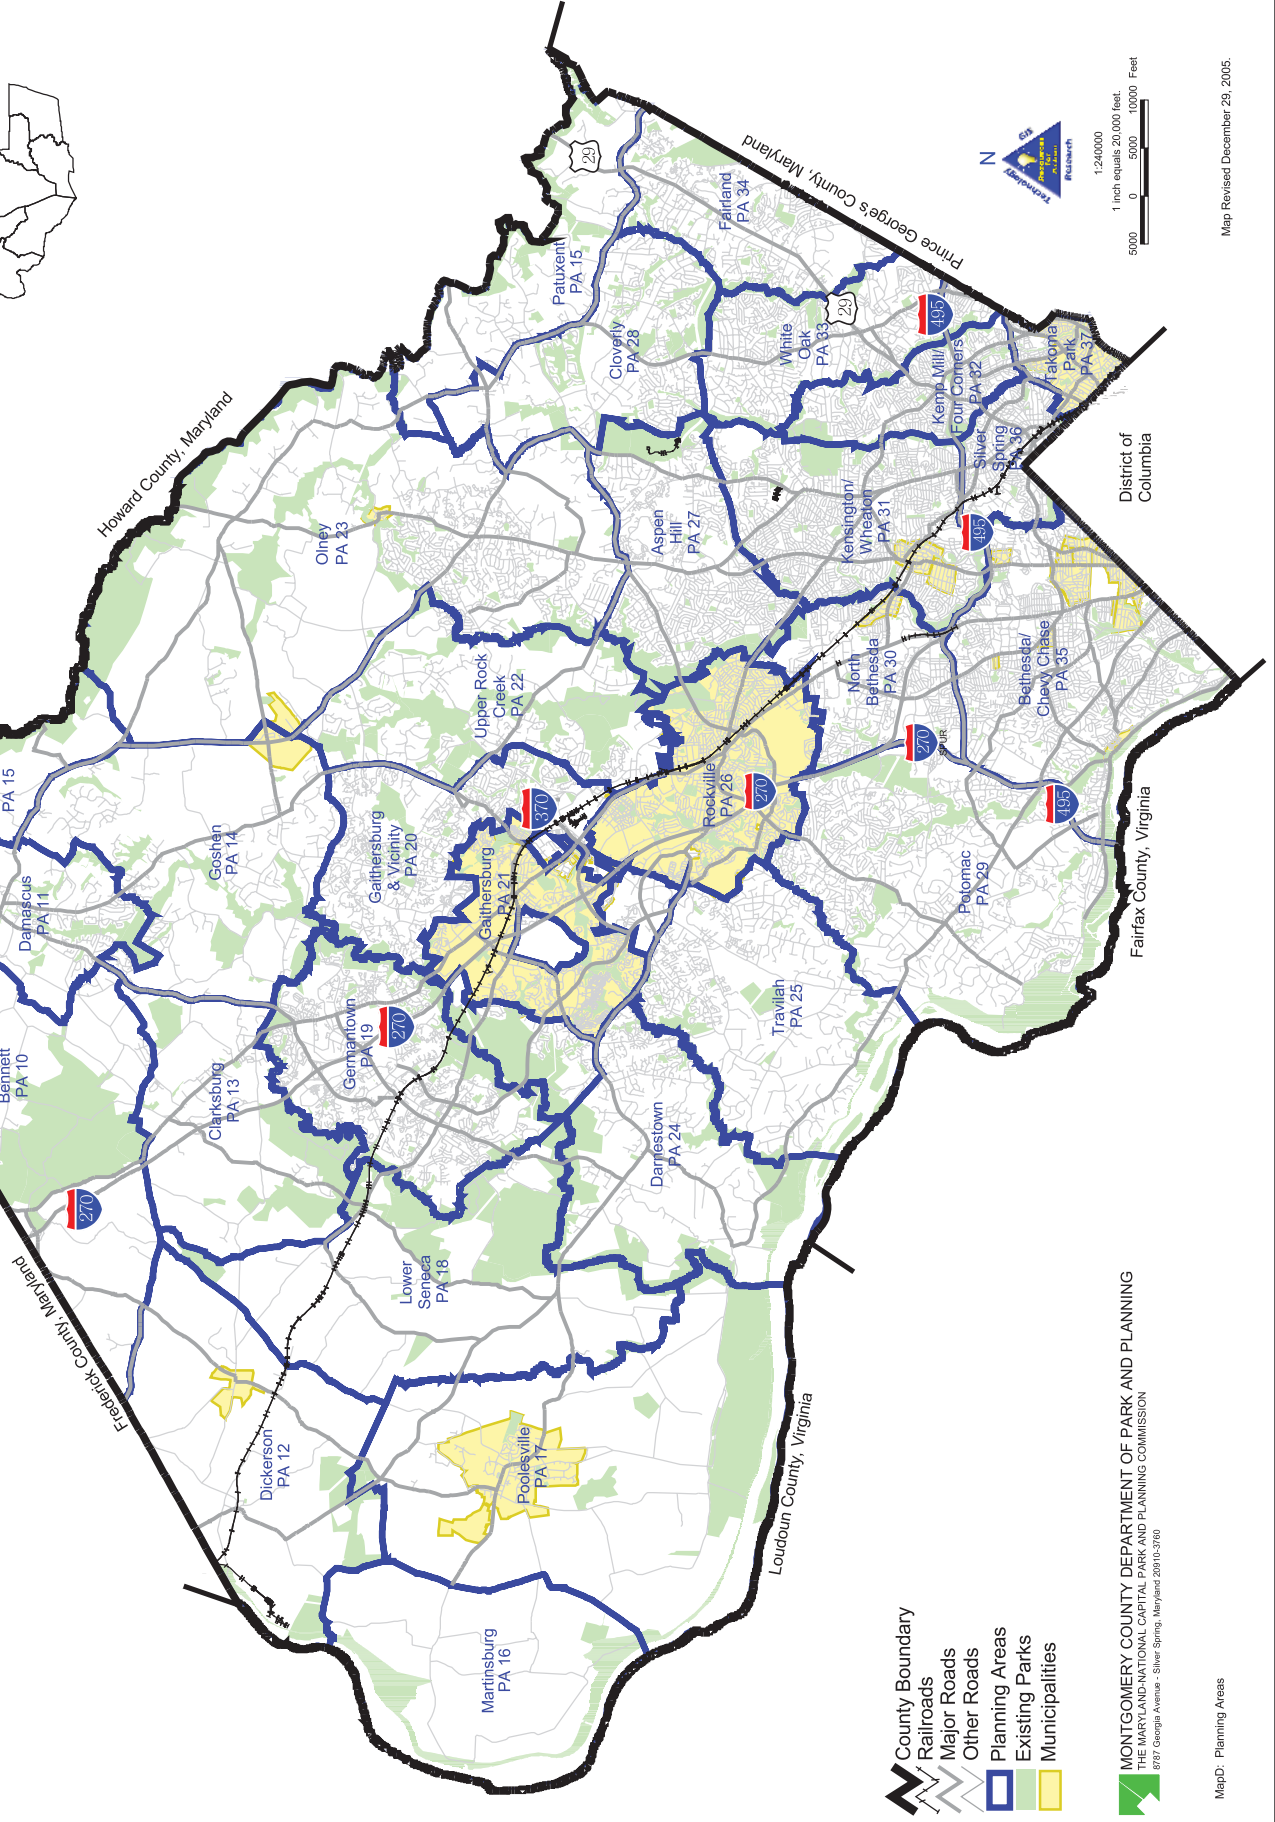 Howard County, Maryland
Frederick County, Maryland
Prince George's County, Maryland
District of
Columbia
Fairfax County, Virginia
Loudoun County, Virginia
PA 15
Damascus
PA 11
Bennett
PA 10
Goshen
PA 14
Clarksburg
PA 13
Olney
PA 23
Patuxent
PA 15
Cloverly
PA 28
Fairland
PA 34
White
Oak
PA 33
Aspen
Hill
PA 27
Upper Rock
Creek
PA 22
Gaithersburg
& Vicinity
PA 20
Gaithersburg
PA 21
Germantown
PA 19
Rockville
PA 26
Kensington/
Wheaton
PA 31
Kemp Mill/
Four Corners
PA 32
Silver
Spring
PA 36
Takoma
Park
PA 37
North
Bethesda
PA 30
Bethesda/
Chevy Chase
PA 35
Potomac
PA 29
Travilah
PA 25
Darnestown
PA 24
Lower
Seneca
PA 18
Dickerson
PA 12
Poolesville
PA 17
Martinsburg
PA 16
29
29
495
495
495
270
SPUR
270
270
270
370
N
Technology
Research
1:240000
1 inch equals 20,000 feet.
5000 0 5000 10000 Feet
Map Revised December 29, 2005.
County Boundary
Railroads
Major Roads
Other Roads
Planning Areas
Existing Parks
Municipalities
MONTGOMERY COUNTY DEPARTMENT OF PARK AND PLANNING
THE MARYLAND-NATIONAL CAPITAL PARK AND PLANNING COMMISSION
8787 Georgia Avenue - Silver Spring, Maryland 20910-3760
MapD: Planning Areas